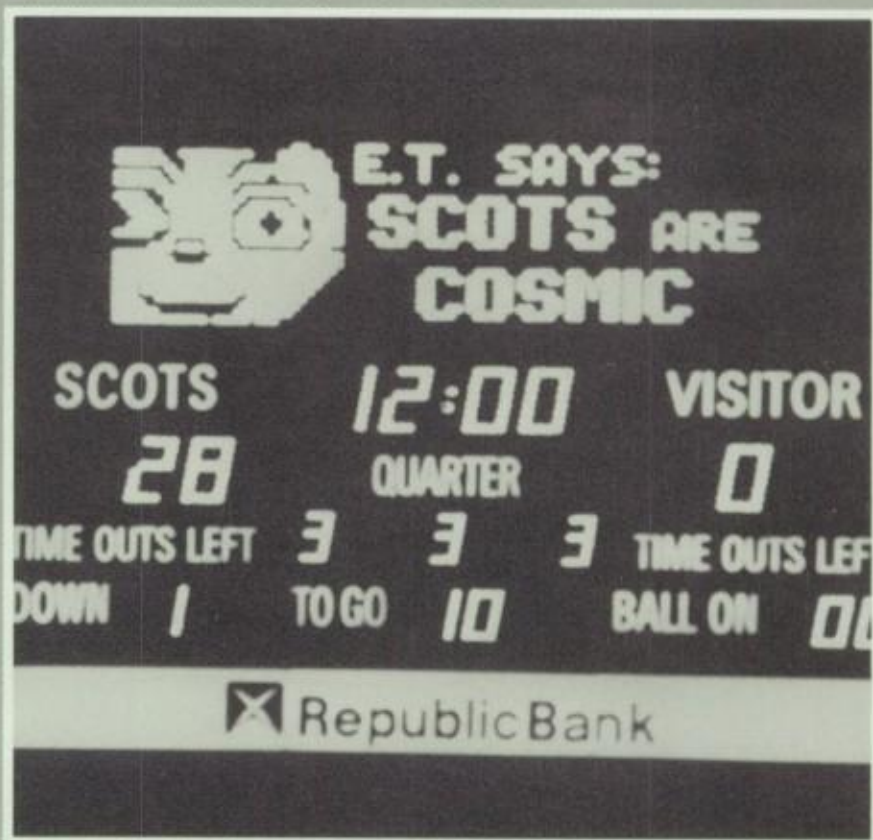 E.T. SAYS:
SCOTS ARE
COSMIC
SCOTS 12:00 VISITOR
28 QUARTER 0
TIME OUTS LEFT 3 3 3 TIME OUTS LEF
DOWN 1 TO GO 10 BALL ON 00
RepublicBank